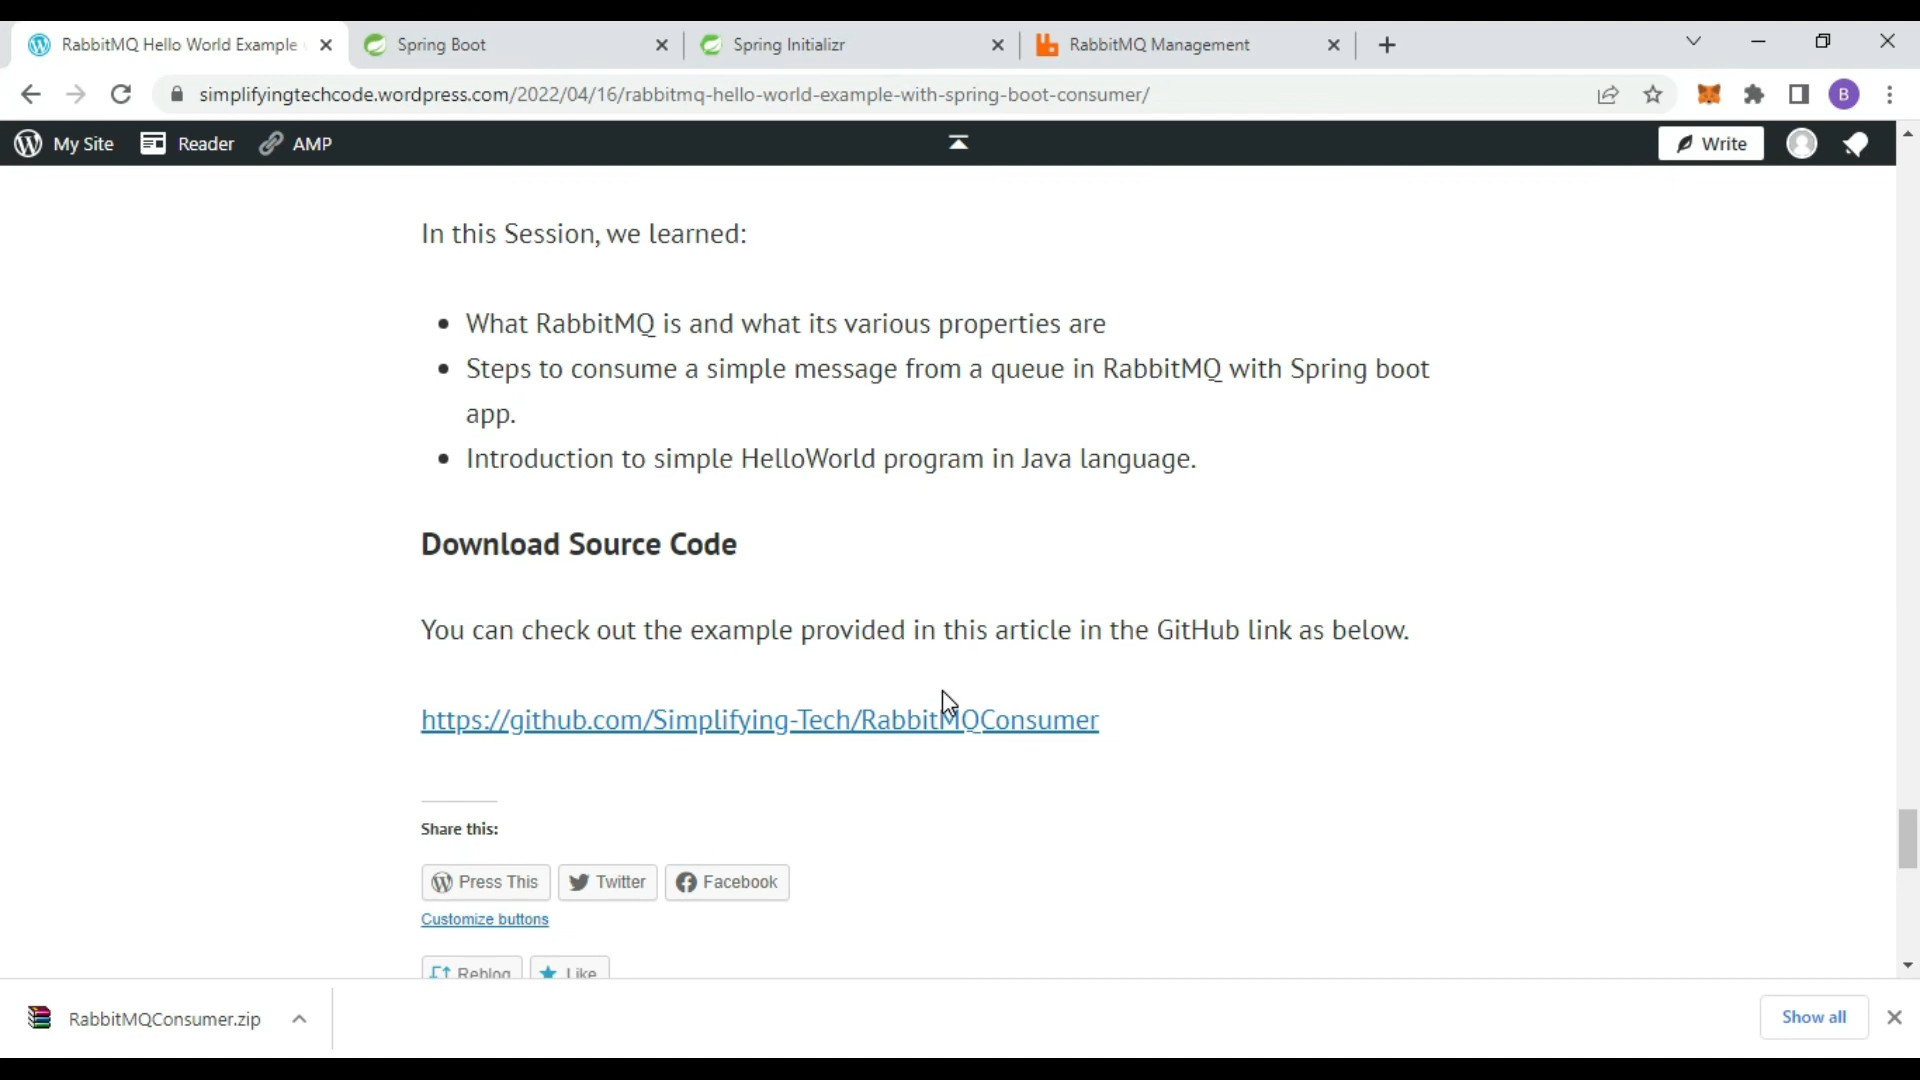 RabbitMQ Hello World Example
Spring Boot
Spring Initializr
RabbitMQ Management
simplifyingtechcode.wordpress.com/2022/04/16/rabbitmq-hello-world-example-with-spring-boot-consumer/
B
My Site
Reader
AMP
Write
In this Session, we learned:
What RabbitMQ is and what its various properties are
Steps to consume a simple message from a queue in RabbitMQ with Spring boot
app.
Introduction to simple HelloWorld program in Java language.
Download Source Code
You can check out the example provided in this article in the GitHub link as below.
https://github.com/Simplifying-Tech/RabbitMQConsumer
Share this:
Press This
Twitter
Facebook
Customize buttons
Reblog
Like
RabbitMQConsumer.zip
Show all